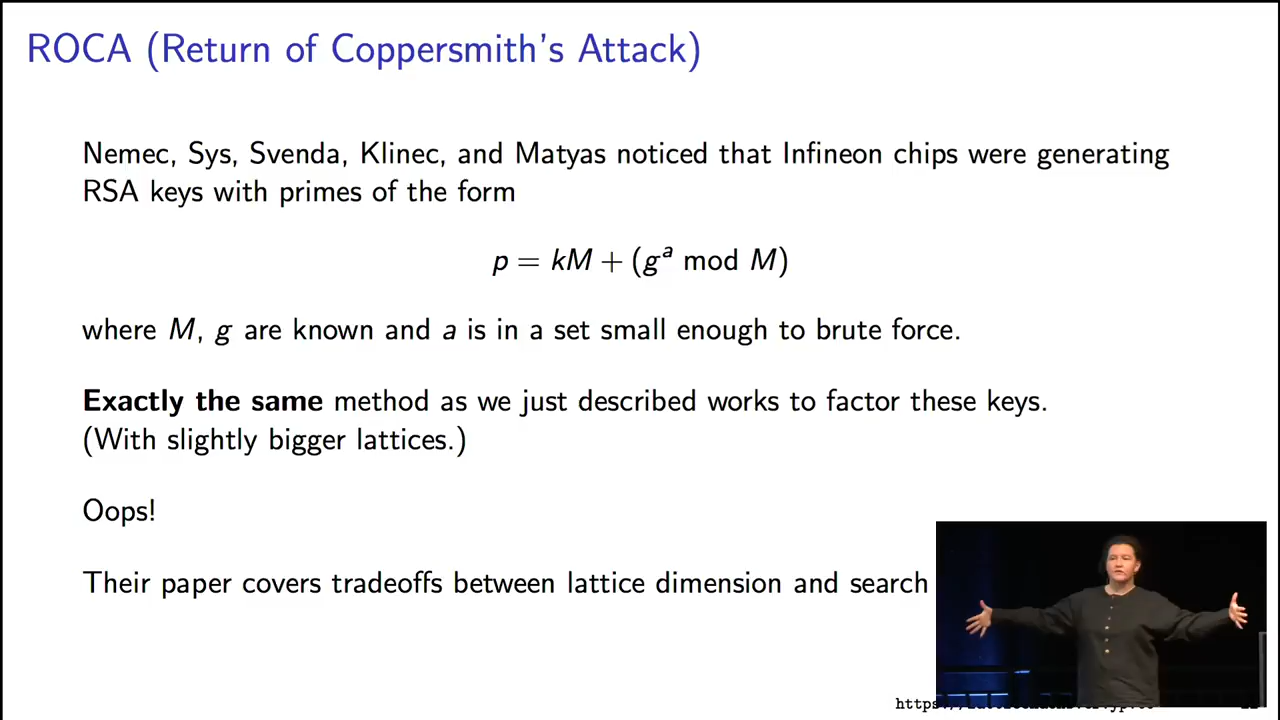 ROCA (Return of Coppersmith's Attack)
Nemec, Sys, Svenda, Klinec, and Matyas noticed that Infineon chips were generating
RSA keys with primes of the form
p = kM + (gᵃ mod M)
where M, g are known and a is in a set small enough to brute force.
Exactly the same method as we just described works to factor these keys.
(With slightly bigger lattices.)
Oops!
Their paper covers tradeoffs between lattice dimension and search